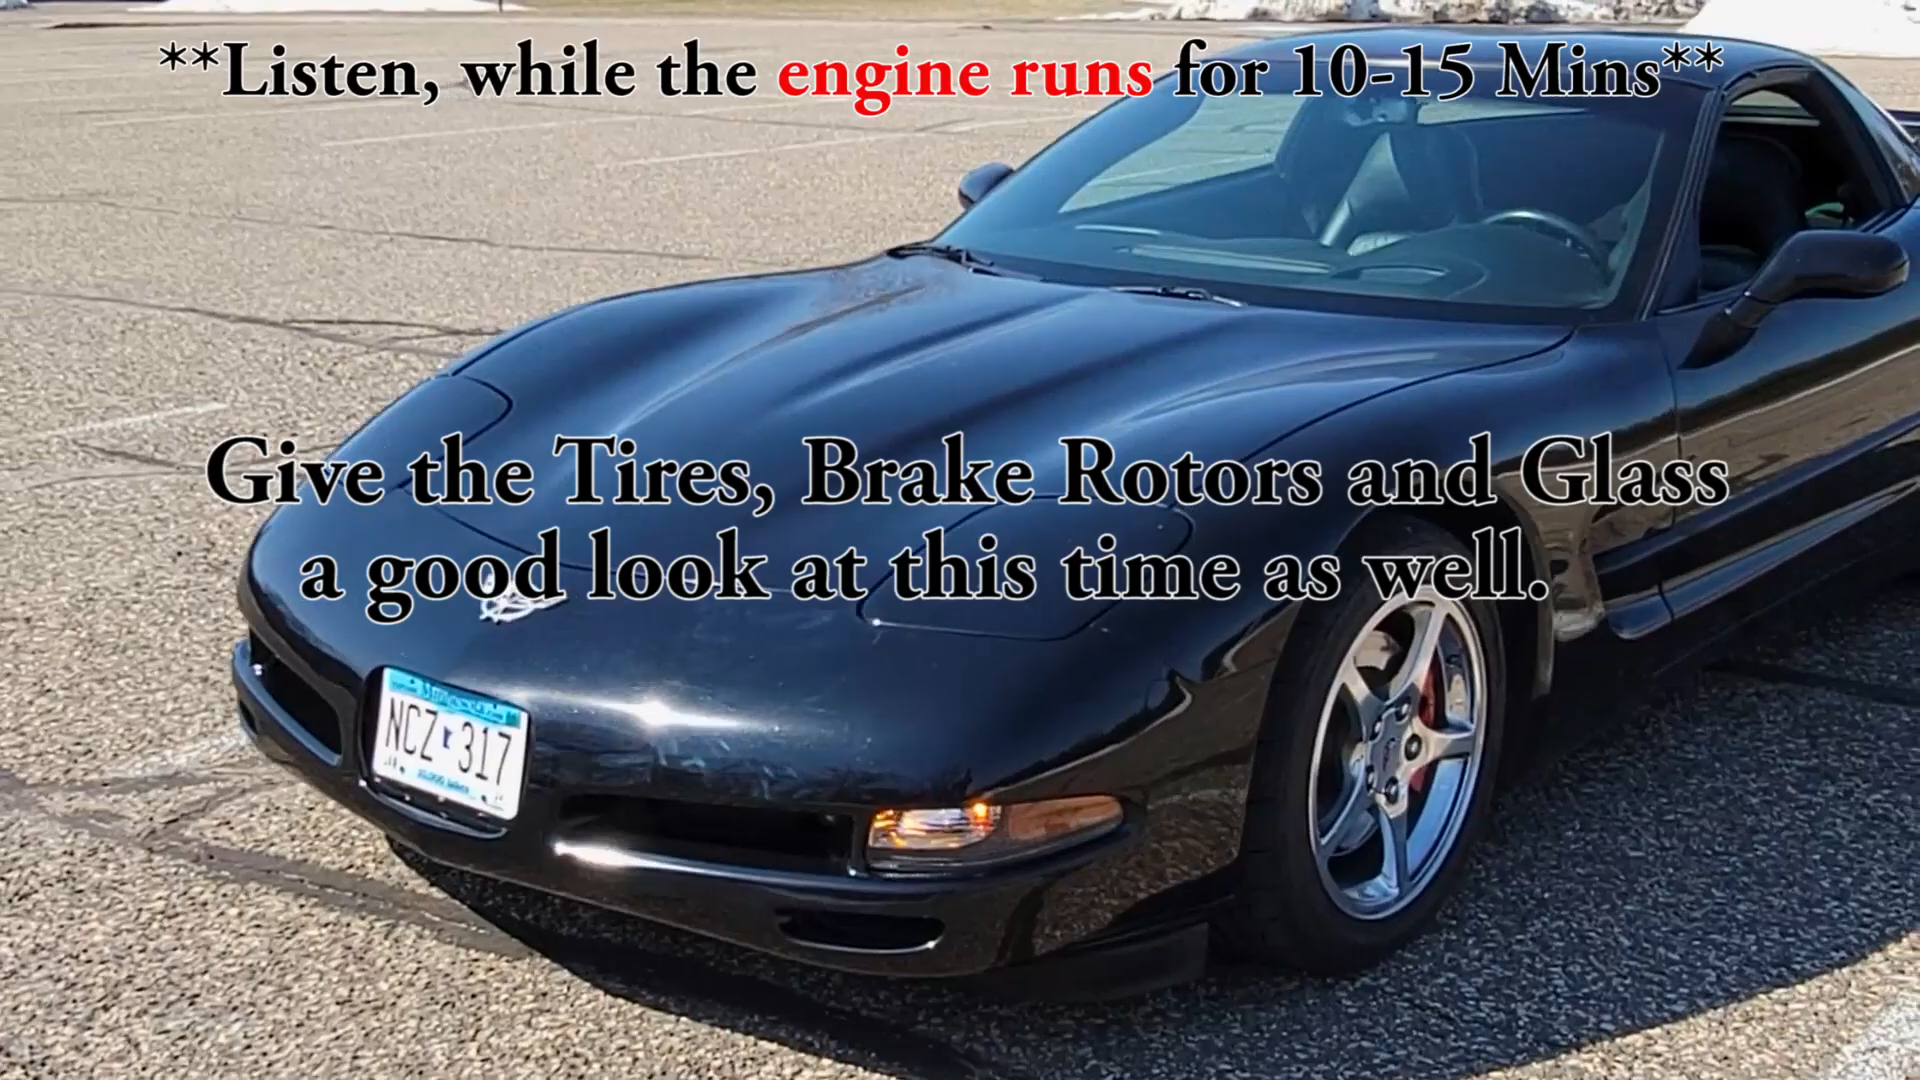 **Listen, while the engine runs for 10-15 Mins**
Give the Tires, Brake Rotors and Glass
a good look at this time as well.
NCZ 317